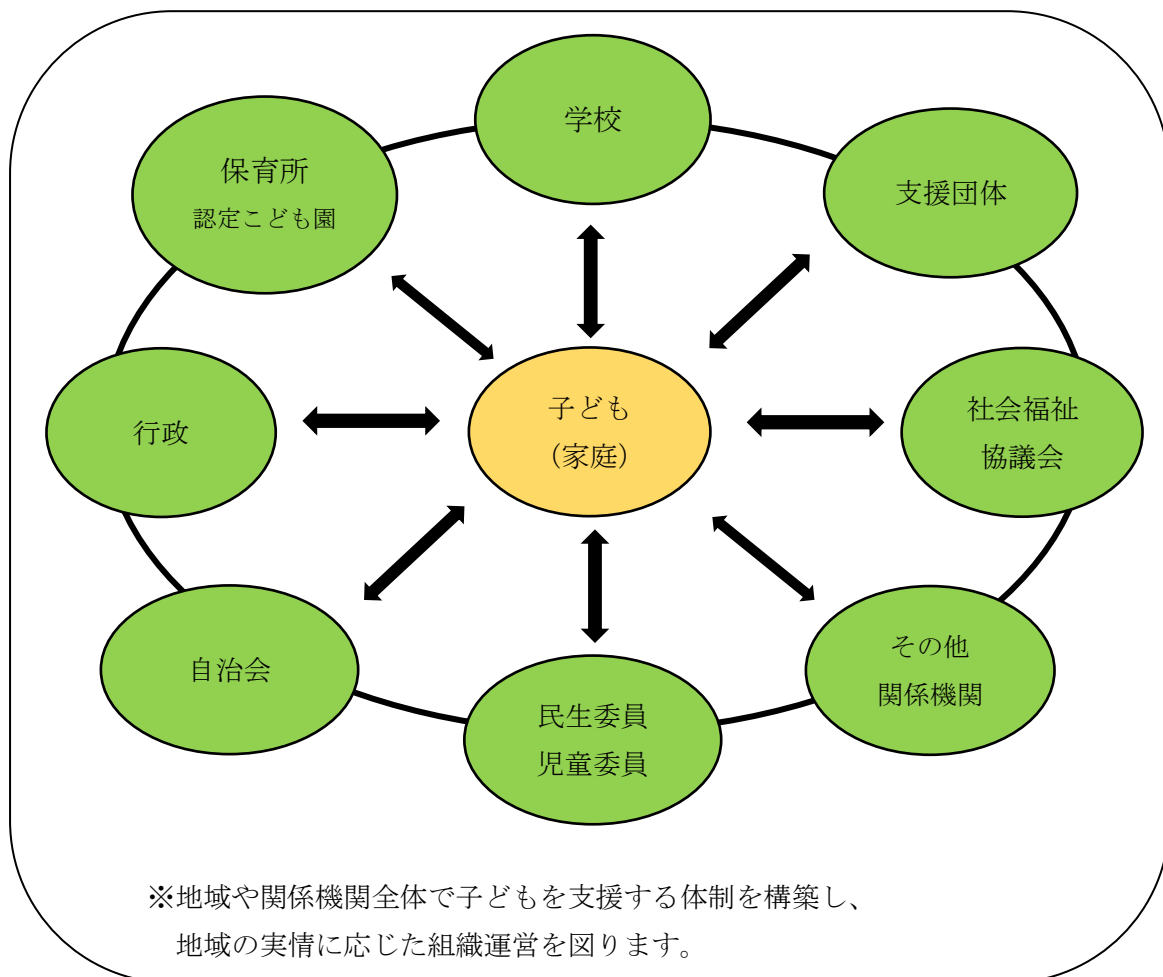 学校
保育所
認定こども園
支援団体
行政
子ども
（家庭）
社会福祉
協議会
自治会
民生委員
児童委員
その他
関係機関
※地域や関係機関全体で子どもを支援する体制を構築し、
地域の実情に応じた組織運営を図ります。